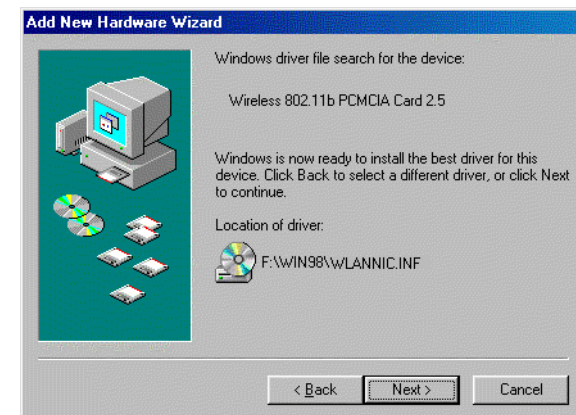 Add New Hardware Wizard
Windows driver file search for the device:
Wireless 802.11b PCMCIA Card 2.5
Windows is now ready to install the best driver for this
device. Click Back to select a different driver, or click Next
to continue.
Location of driver:
F:\WIN98\WLANNIC.INF
< Back
Next >
Cancel